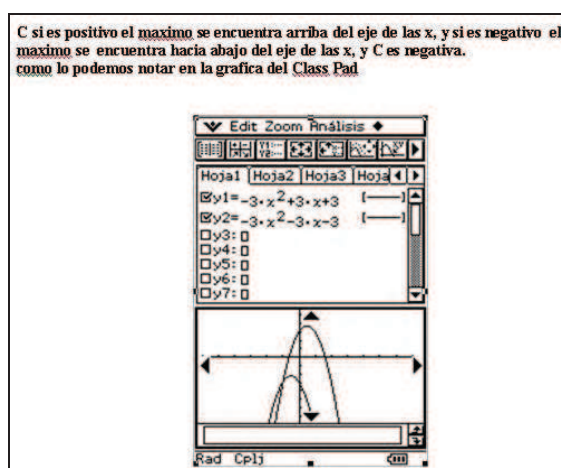 C si es positivo el maximo se encuentra arriba del eje de las x, y si es negativo el
maximo se encuentra hacia abajo del eje de las x, y C es negativa.
como lo podemos notar en la grafica del Class Pad
Edit Zoom Análisis
Hoja1 Hoja2 Hoja3 Hoja
y1=-3·x²+3·x+3 [—]
y2=-3·x²-3·x-3 [—]
y3:
y4:
y5:
y6:
y7:
Rad Cplj